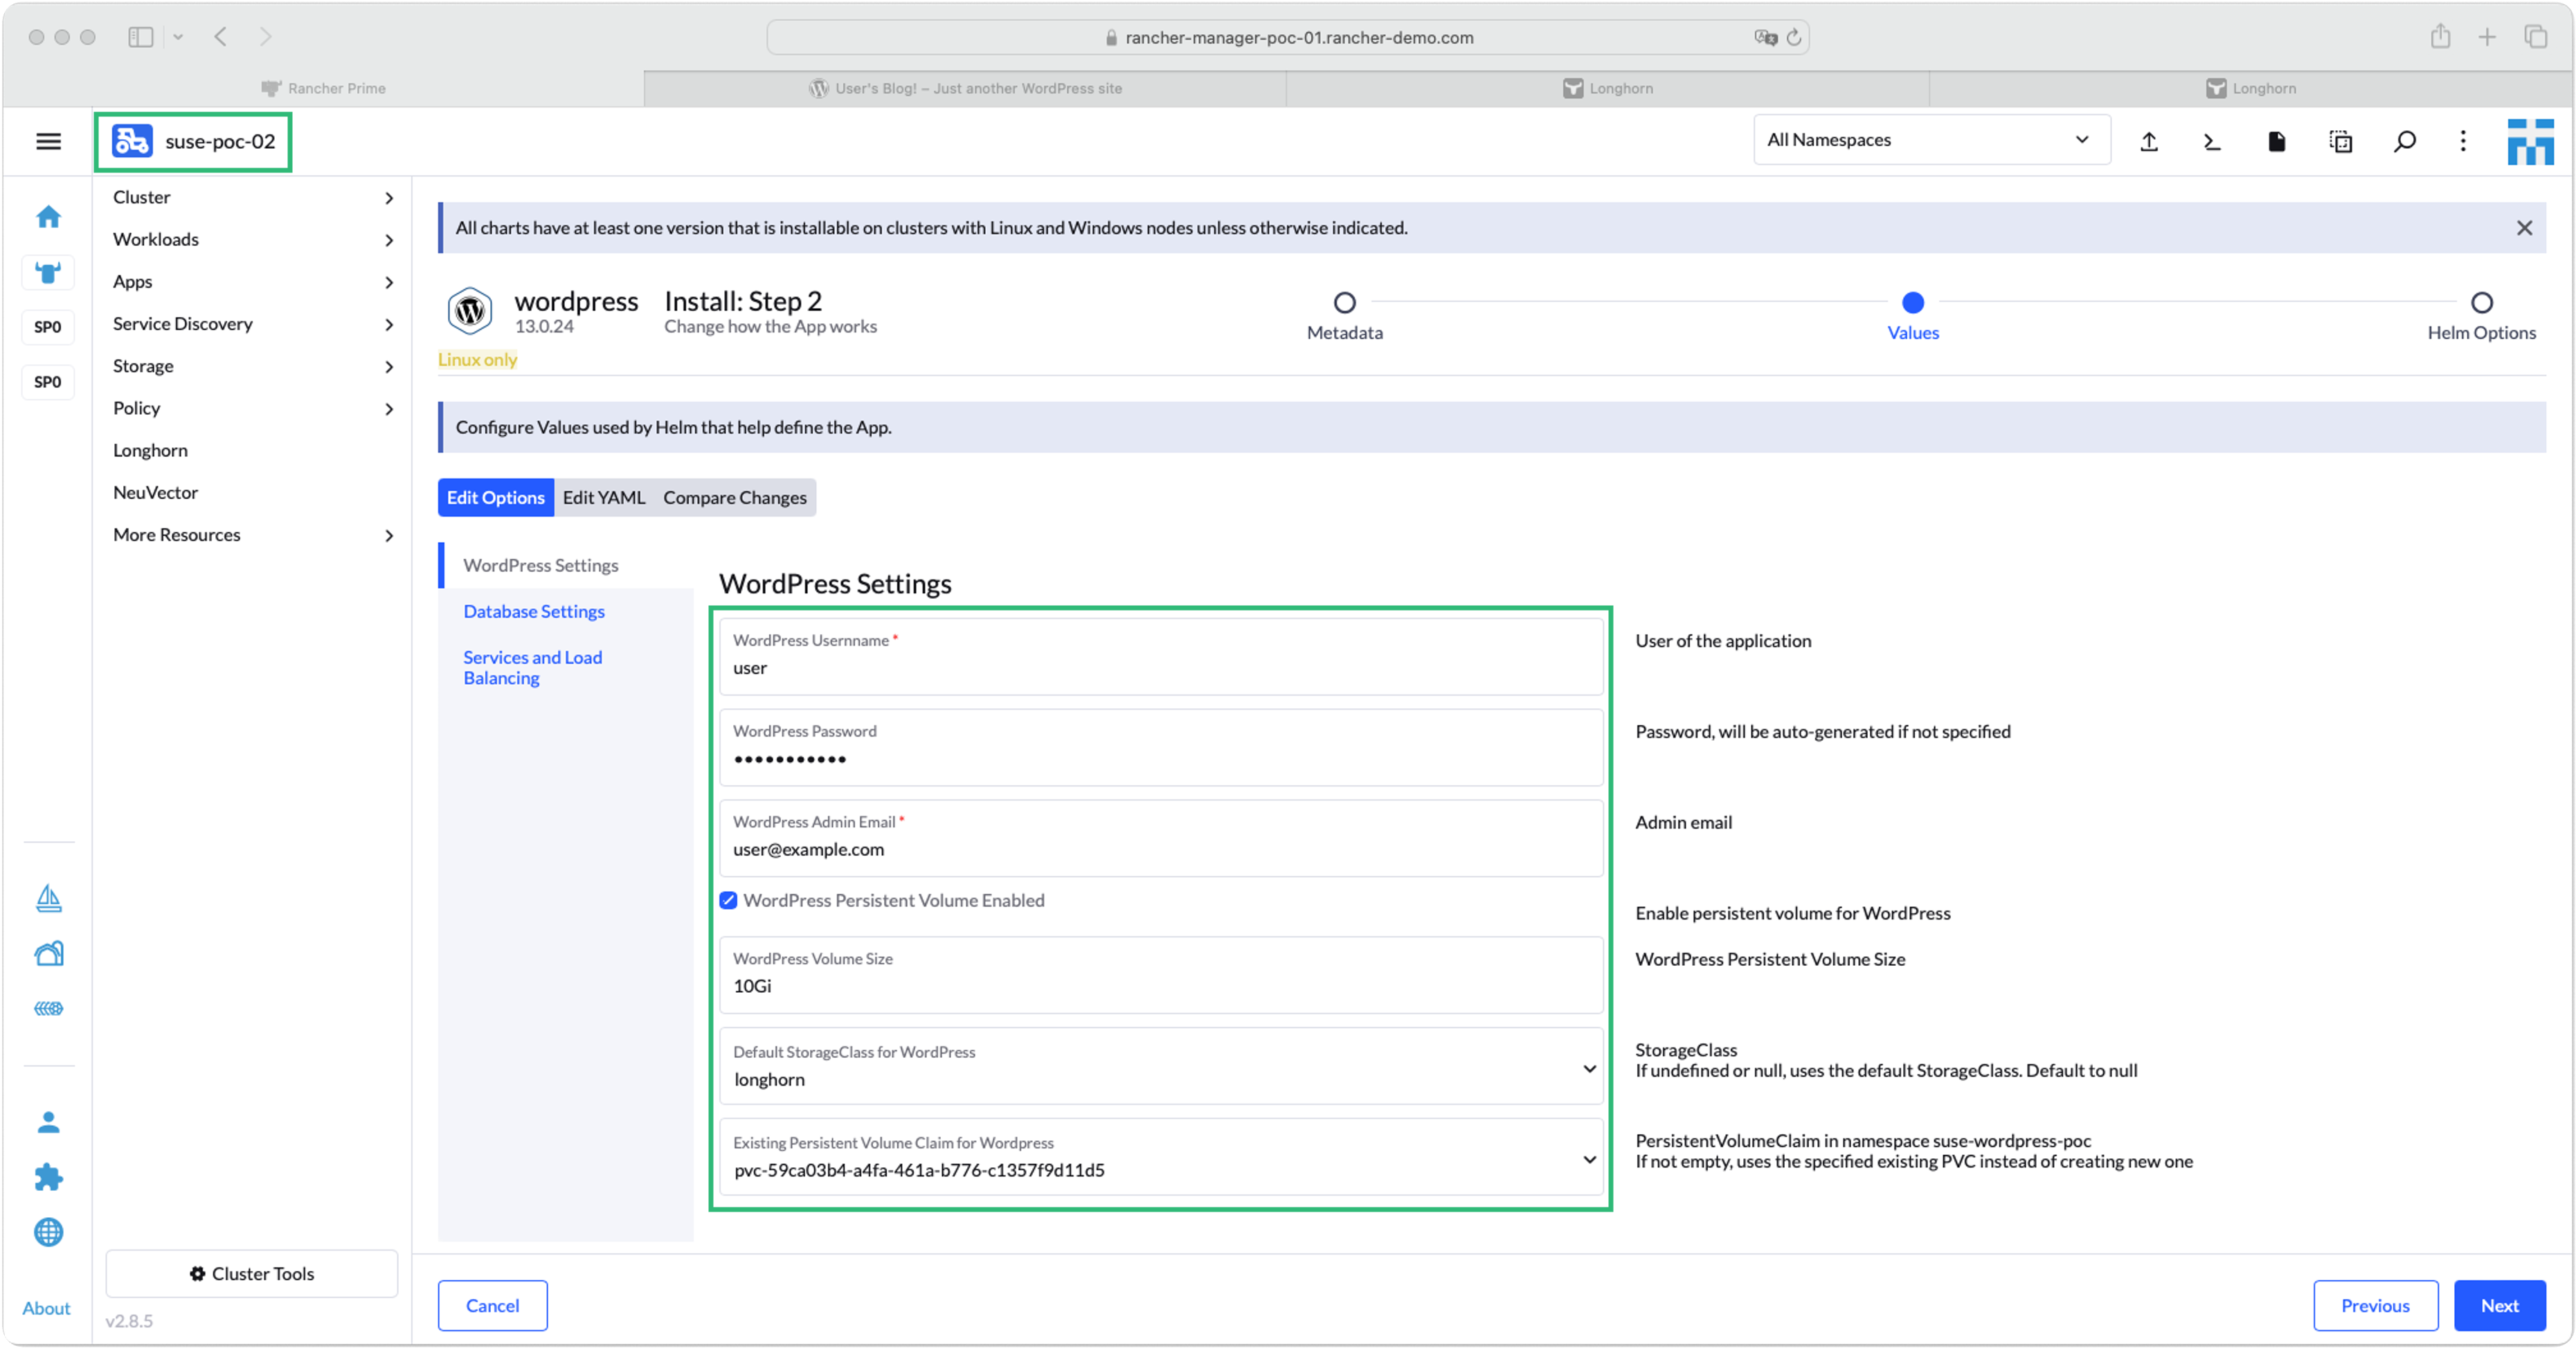 rancher-manager-poc-01.rancher-demo.com
Rancher Prime
User's Blog! – Just another WordPress site
Longhorn
Longhorn
suse-poc-02
All Namespaces
SP0
SP0
About
Cluster
Workloads
Apps
Service Discovery
Storage
Policy
Longhorn
NeuVector
More Resources
Cluster Tools
v2.8.5
All charts have at least one version that is installable on clusters with Linux and Windows nodes unless otherwise indicated.
wordpress
13.0.24
Linux only
Install: Step 2
Change how the App works
Metadata
Values
Helm Options
Configure Values used by Helm that help define the App.
Edit Options
Edit YAML
Compare Changes
WordPress Settings
Database Settings
Services and Load
Balancing
WordPress Settings
WordPress Username *
user
User of the application
WordPress Password
•••••••••••
Password, will be auto-generated if not specified
WordPress Admin Email *
user@example.com
Admin email
WordPress Persistent Volume Enabled
Enable persistent volume for WordPress
WordPress Volume Size
10Gi
WordPress Persistent Volume Size
Default StorageClass for WordPress
longhorn
StorageClass
If undefined or null, uses the default StorageClass. Default to null
Existing Persistent Volume Claim for Wordpress
pvc-59ca03b4-a4fa-461a-b776-c1357f9d11d5
PersistentVolumeClaim in namespace suse-wordpress-poc
If not empty, uses the specified existing PVC instead of creating new one
Cancel
Previous
Next